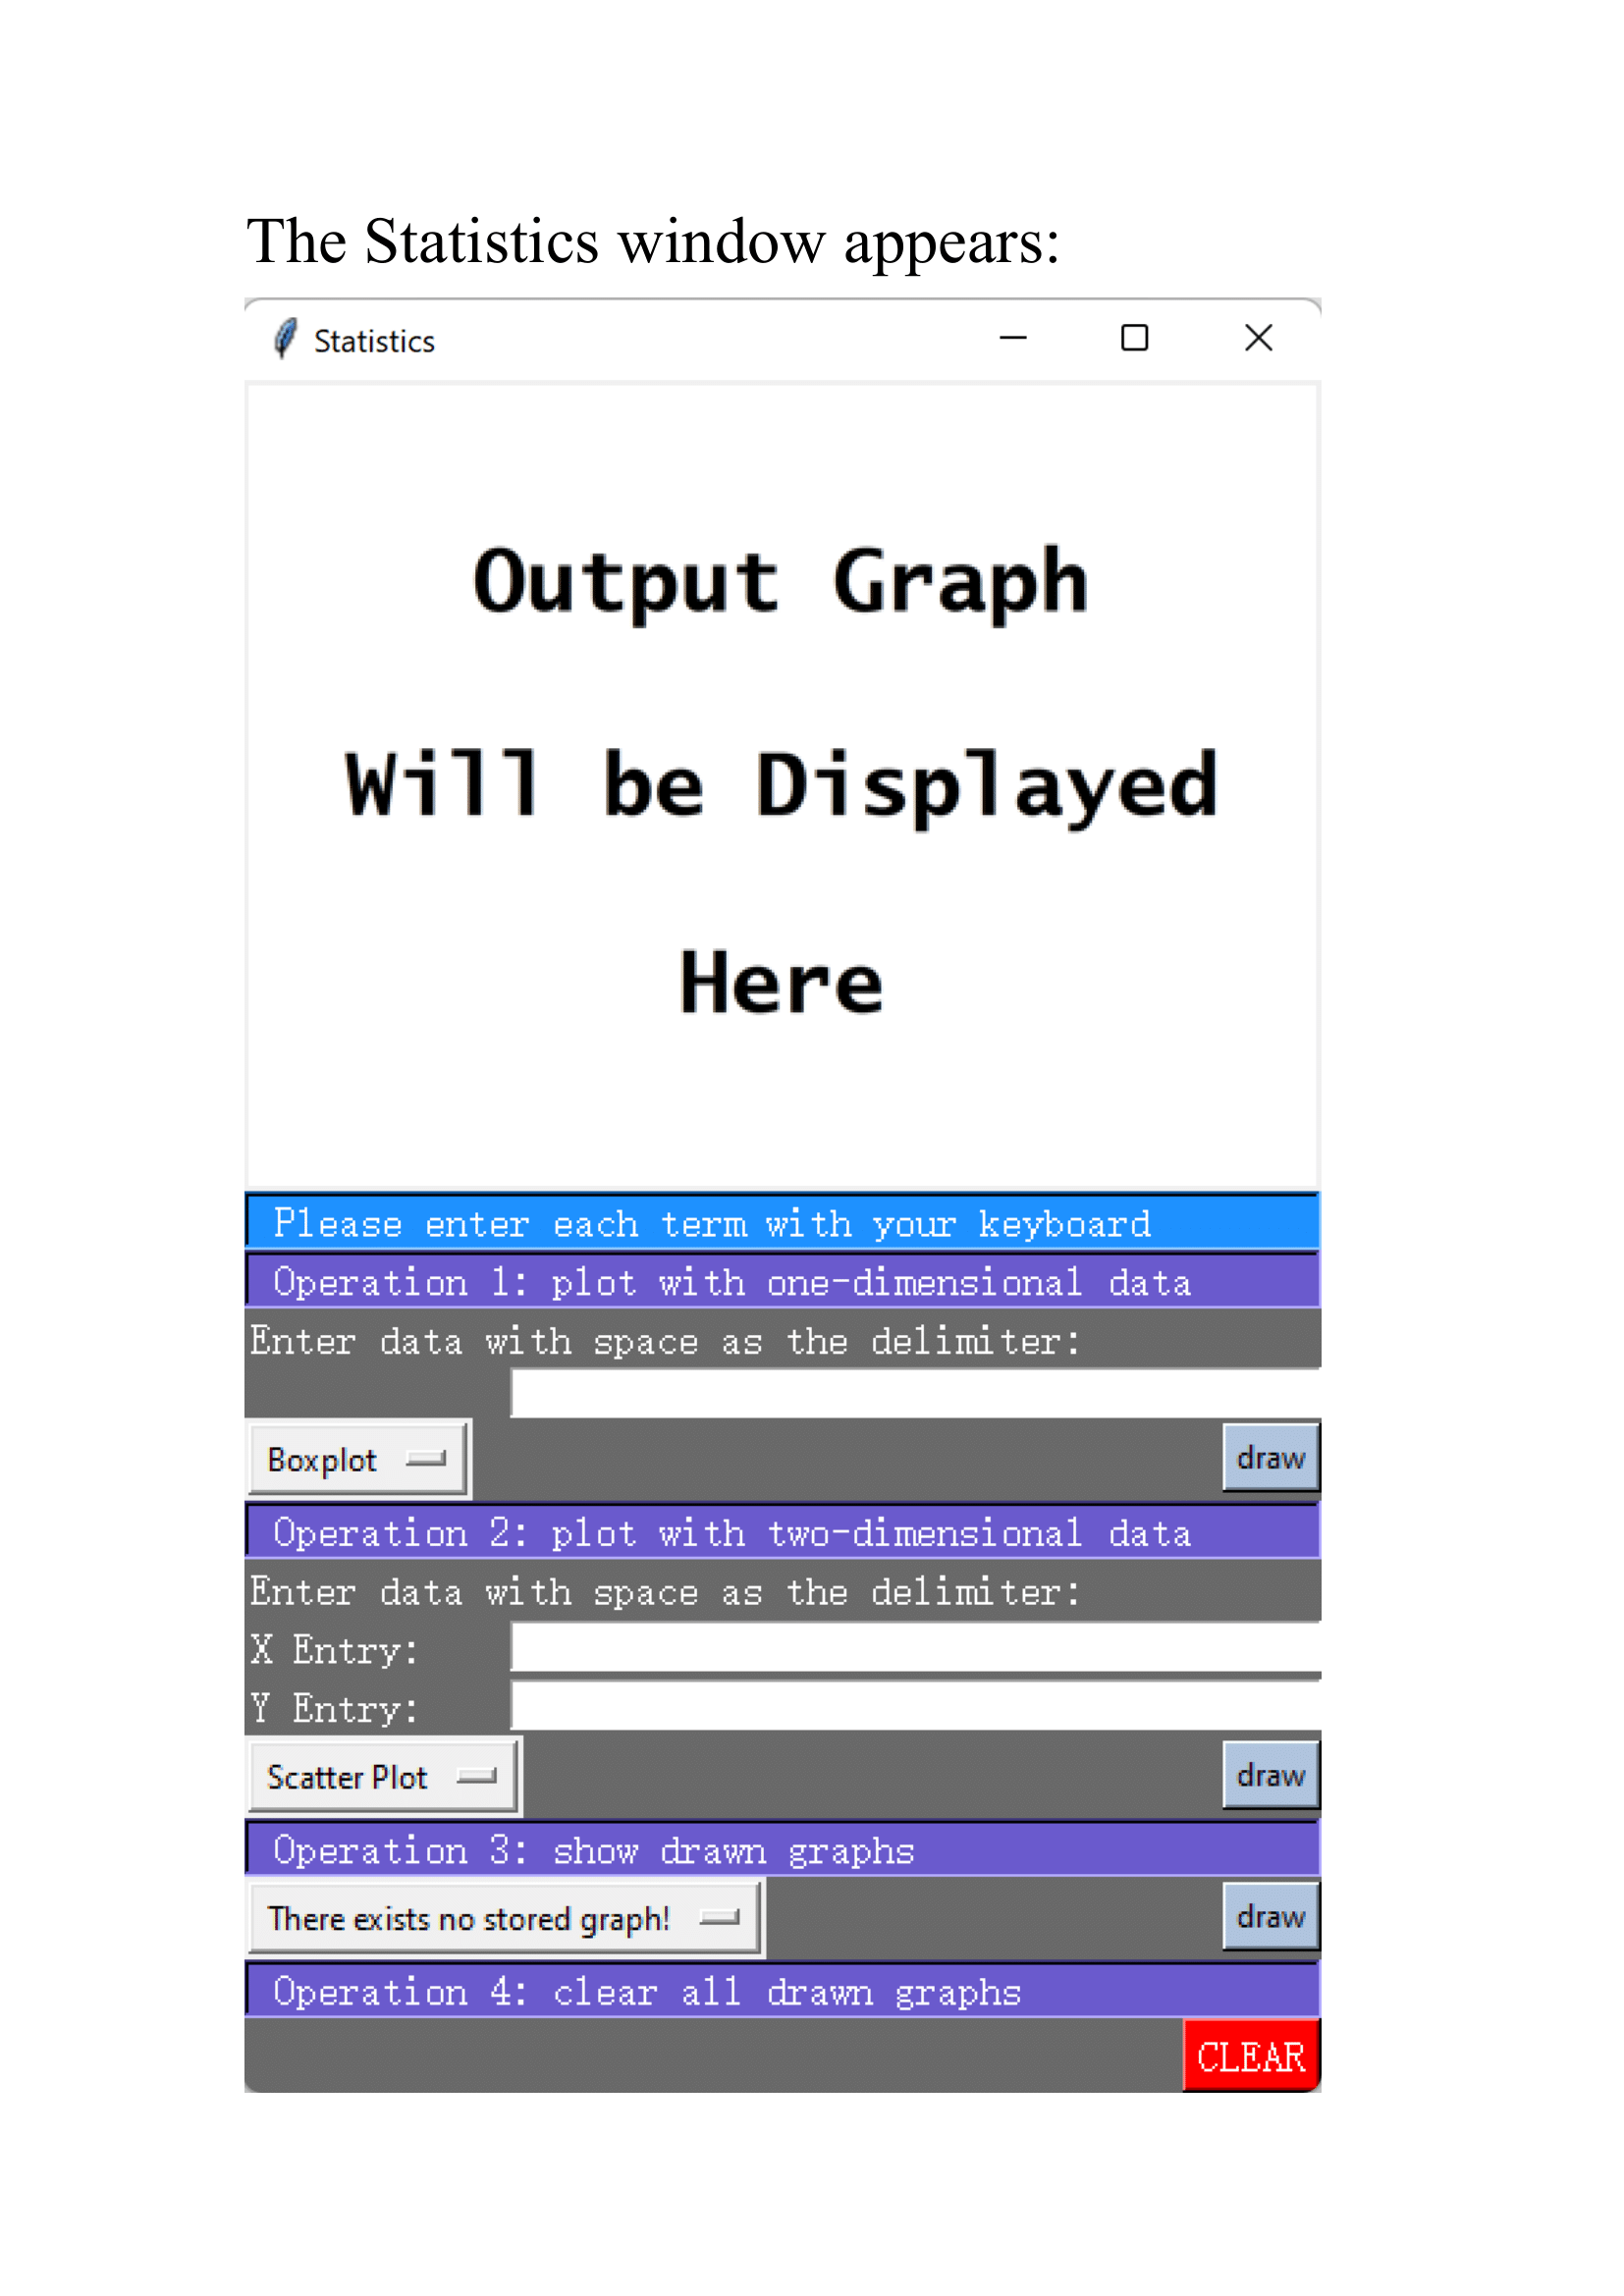 The Statistics window appears:
Statistics
Output Graph
Will be Displayed
Here
Please enter each term with your keyboard
Operation 1: plot with one-dimensional data
Enter data with space as the delimiter:
Boxplot draw
Operation 2: plot with two-dimensional data
Enter data with space as the delimiter:
X Entry:
Y Entry:
Scatter Plot draw
Operation 3: show drawn graphs
There exists no stored graph! draw
Operation 4: clear all drawn graphs
CLEAR